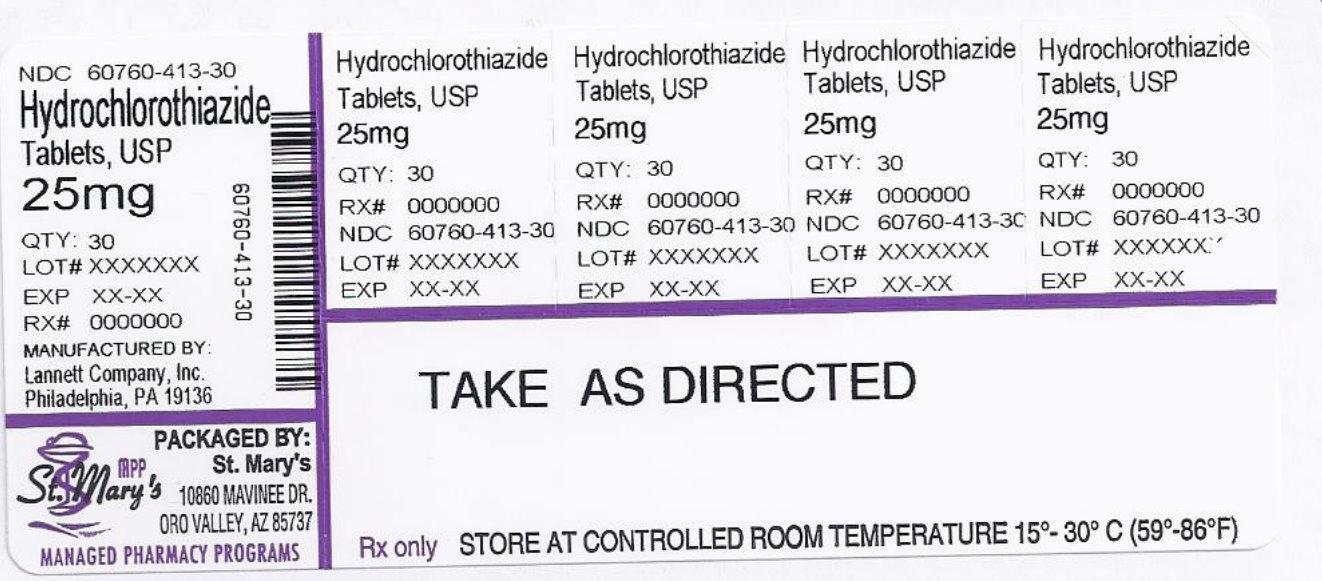 NDC 60760-413-30
Hydrochlorothiazide
Tablets, USP
25mg
QTY: 30
LOT# XXXXXXX
EXP XX-XX
RX# 0000000
MANUFACTURED BY:
Lannett Company, Inc.
Philadelphia, PA 19136
60760-413-30
St. Mary's
MPP
MANAGED PHARMACY PROGRAMS
PACKAGED BY:
St. Mary's
10860 MAVINEE DR.
ORO VALLEY, AZ 85737
Hydrochlorothiazide
Tablets, USP
25mg
QTY: 30
RX# 0000000
NDC 60760-413-30
LOT# XXXXXXX
EXP XX-XX
Hydrochlorothiazide
Tablets, USP
25mg
QTY: 30
RX# 0000000
NDC 60760-413-30
LOT# XXXXXXX
EXP XX-XX
Hydrochlorothiazide
Tablets, USP
25mg
QTY: 30
RX# 0000000
NDC 60760-413-30
LOT# XXXXXXX
EXP XX-XX
Hydrochlorothiazide
Tablets, USP
25mg
QTY: 30
RX# 0000000
NDC 60760-413-30
LOT# XXXXXX
EXP XX-XX
TAKE AS DIRECTED
Rx only STORE AT CONTROLLED ROOM TEMPERATURE 15°- 30° C (59°-86°F)